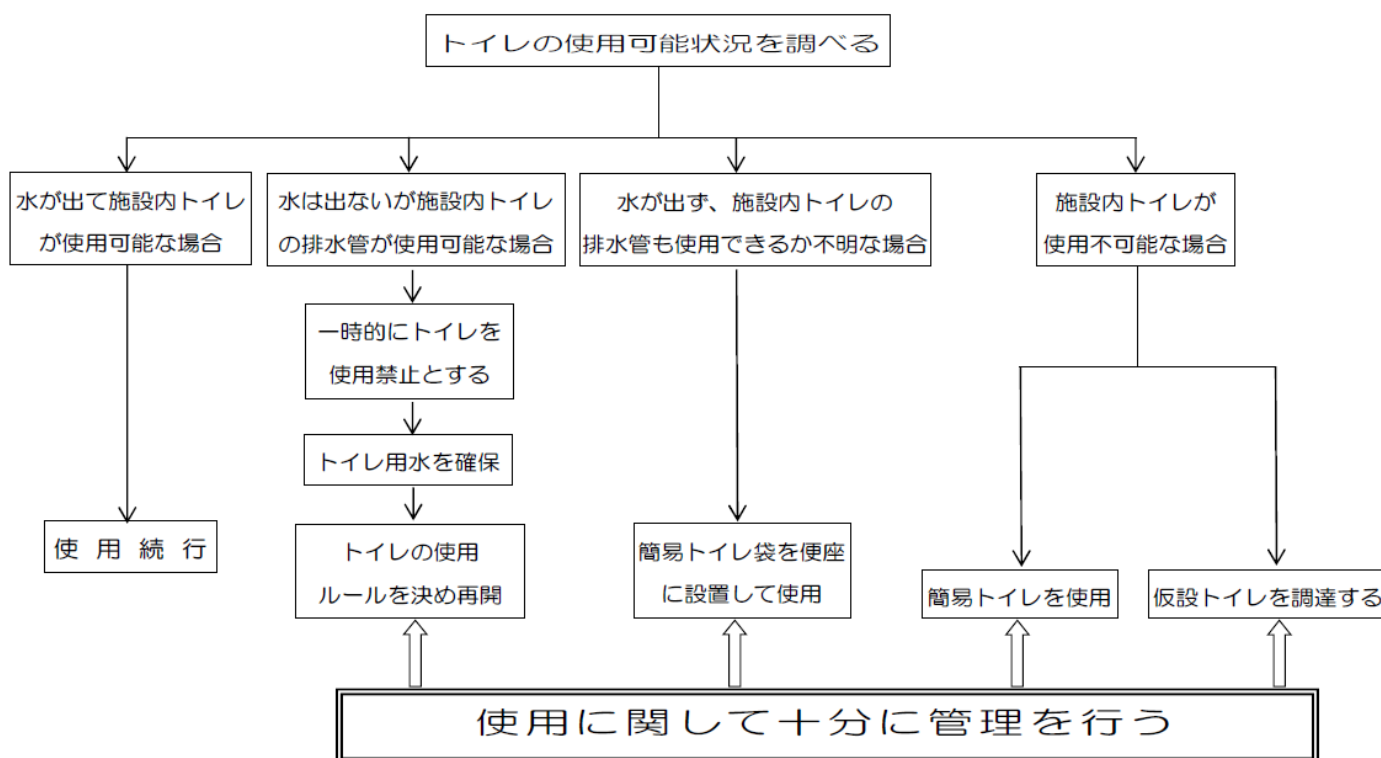 トイレの使用可能状況を調べる
水が出て施設内トイレ
が使用可能な場合
水は出ないが施設内トイレ
の排水管が使用可能な場合
水が出ず、施設内トイレの
排水管も使用できるか不明な場合
施設内トイレが
使用不可能な場合
一時的にトイレを
使用禁止とする
トイレ用水を確保
使用続行
トイレの使用
ルールを決め再開
簡易トイレ袋を便座
に設置して使用
簡易トイレを使用
仮設トイレを調達する
使用に関して十分に管理を行う